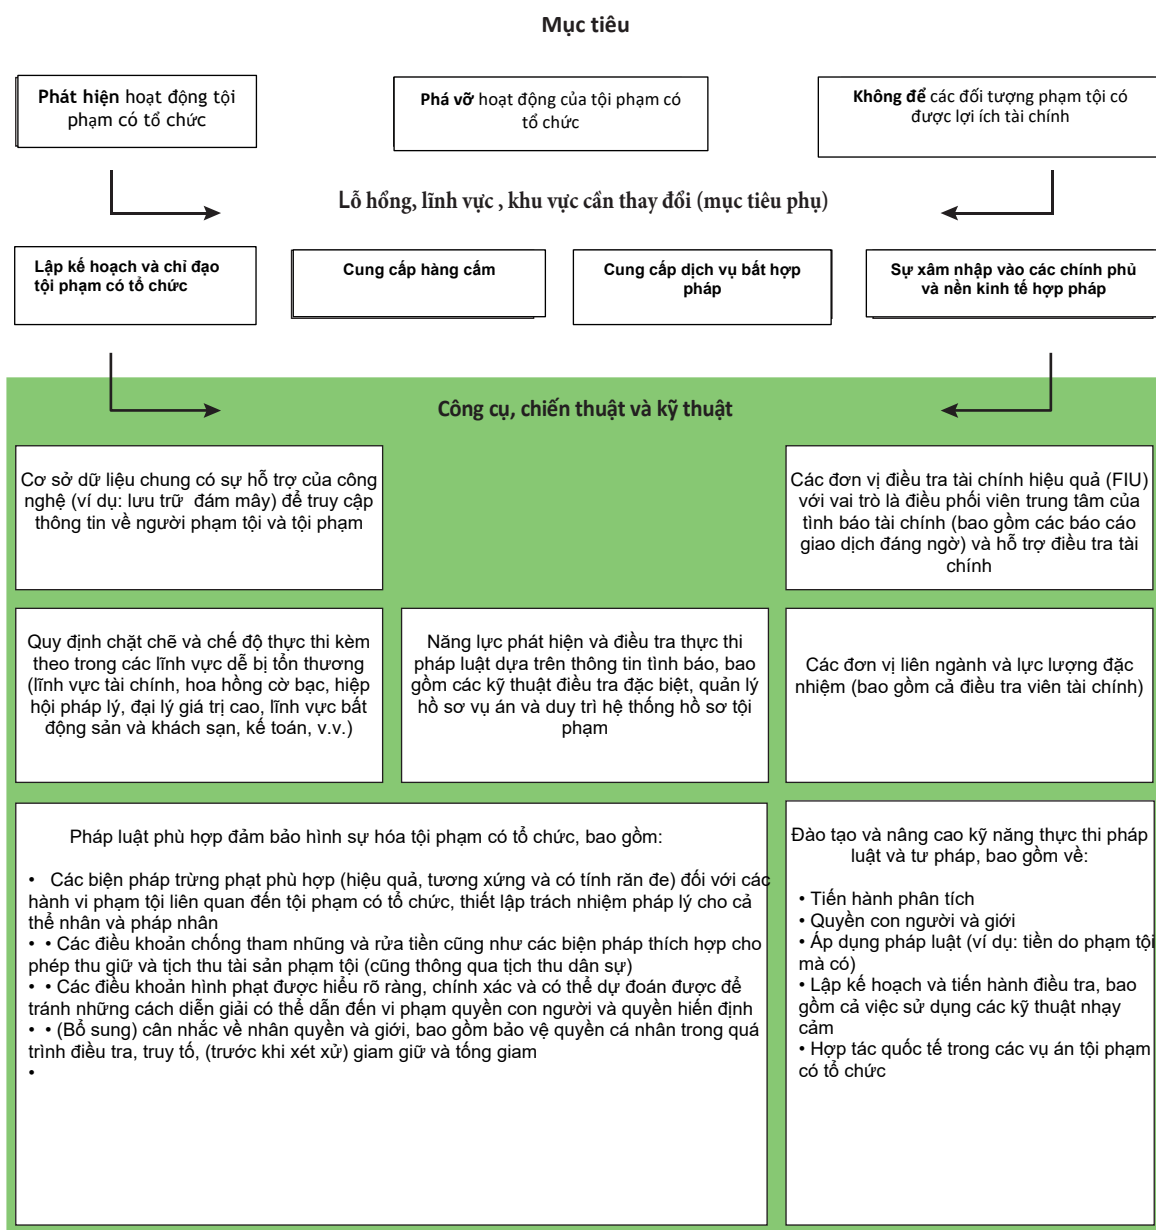 Mục tiêu
Phát hiện hoạt động tội
phạm có tổ chức
Phá vỡ hoạt động của tội phạm có
tổ chức
Không để các đối tượng phạm tội có
được lợi ích tài chính
Lỗ hổng, lĩnh vực , khu vực cần thay đổi (mục tiêu phụ)
Lập kế hoạch và chỉ đạo
tội phạm có tổ chức
Cung cấp hàng cấm
Cung cấp dịch vụ bất hợp
pháp
Sự xâm nhập vào các chính phủ
và nền kinh tế hợp pháp
Công cụ, chiến thuật và kỹ thuật
Cơ sở dữ liệu chung có sự hỗ trợ của công
nghệ (ví dụ: lưu trữ đám mây) để truy cập
thông tin về người phạm tội và tội phạm
Các đơn vị điều tra tài chính hiệu quả (FIU)
với vai trò là điều phối viên trung tâm của
tình báo tài chính (bao gồm các báo cáo
giao dịch đáng ngờ) và hỗ trợ điều tra tài
chính
Quy định chặt chẽ và chế độ thực thi kèm
theo trong các lĩnh vực dễ bị tổn thương
(lĩnh vực tài chính, hoa hồng cờ bạc, hiệp
hội pháp lý, đại lý giá trị cao, lĩnh vực bất
động sản và khách sạn, kế toán, v.v.)
Năng lực phát hiện và điều tra thực thi
pháp luật dựa trên thông tin tình báo, bao
gồm các kỹ thuật điều tra đặc biệt, quản lý
hồ sơ vụ án và duy trì hệ thống hồ sơ tội
phạm
Các đơn vị liên ngành và lực lượng đặc
nhiệm (bao gồm cả điều tra viên tài chính)
Pháp luật phù hợp đảm bảo hình sự hóa tội phạm có tổ chức, bao gồm:
• Các biện pháp trừng phạt phù hợp (hiệu quả, tương xứng và có tính răn đe) đối với các
hành vi phạm tội liên quan đến tội phạm có tổ chức, thiết lập trách nhiệm pháp lý cho cả
thể nhân và pháp nhân
• • Các điều khoản chống tham nhũng và rửa tiền cũng như các biện pháp thích hợp cho
phép thu giữ và tịch thu tài sản phạm tội (cũng thông qua tịch thu dân sự)
• • Các điều khoản hình phạt được hiểu rõ ràng, chính xác và có thể dự đoán được để
tránh những cách diễn giải có thể dẫn đến vi phạm quyền con người và quyền hiến định
• • (Bổ sung) cân nhắc về nhân quyền và giới, bao gồm bảo vệ quyền cá nhân trong quá
trình điều tra, truy tố, (trước khi xét xử) giam giữ và tống giam
•
Đào tạo và nâng cao kỹ năng thực thi pháp
luật và tư pháp, bao gồm về:
• Tiến hành phân tích
• Quyền con người và giới
• Áp dụng pháp luật (ví dụ: tiền do phạm tội
mà có)
• Lập kế hoạch và tiến hành điều tra, bao
gồm cả việc sử dụng các kỹ thuật nhạy
cảm
• Hợp tác quốc tế trong các vụ án tội phạm
có tổ chức